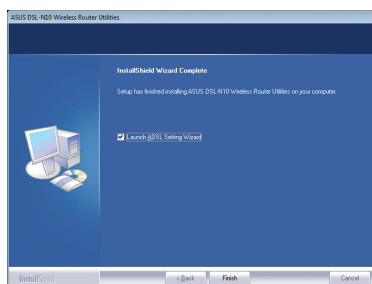 ASUS DSL-N10 Wireless Router Utilities
InstallShield Wizard Complete
Setup has finished installing ASUS DSL-N10 Wireless Router Utilities on your computer.
Launch ADSL Setting Wizard
InstallShield
< Back
Finish
Cancel